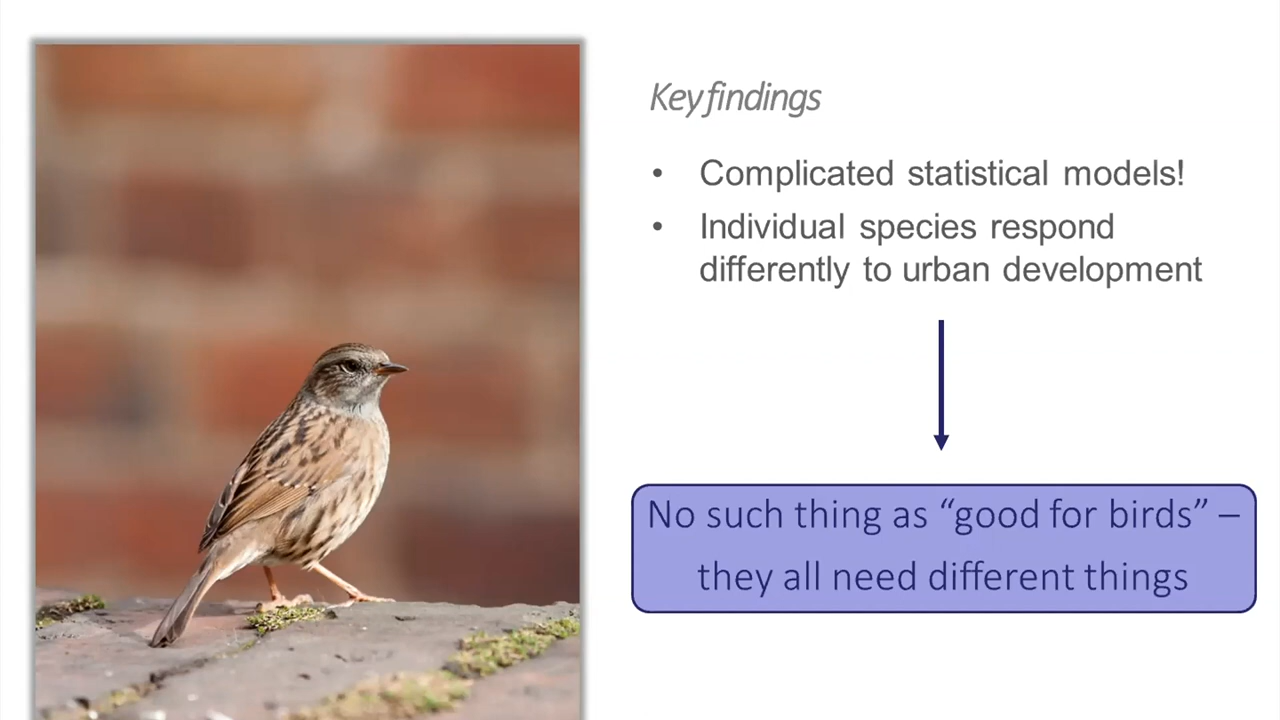 Key findings
• Complicated statistical models!
• Individual species respond
differently to urban development
No such thing as “good for birds” –
they all need different things